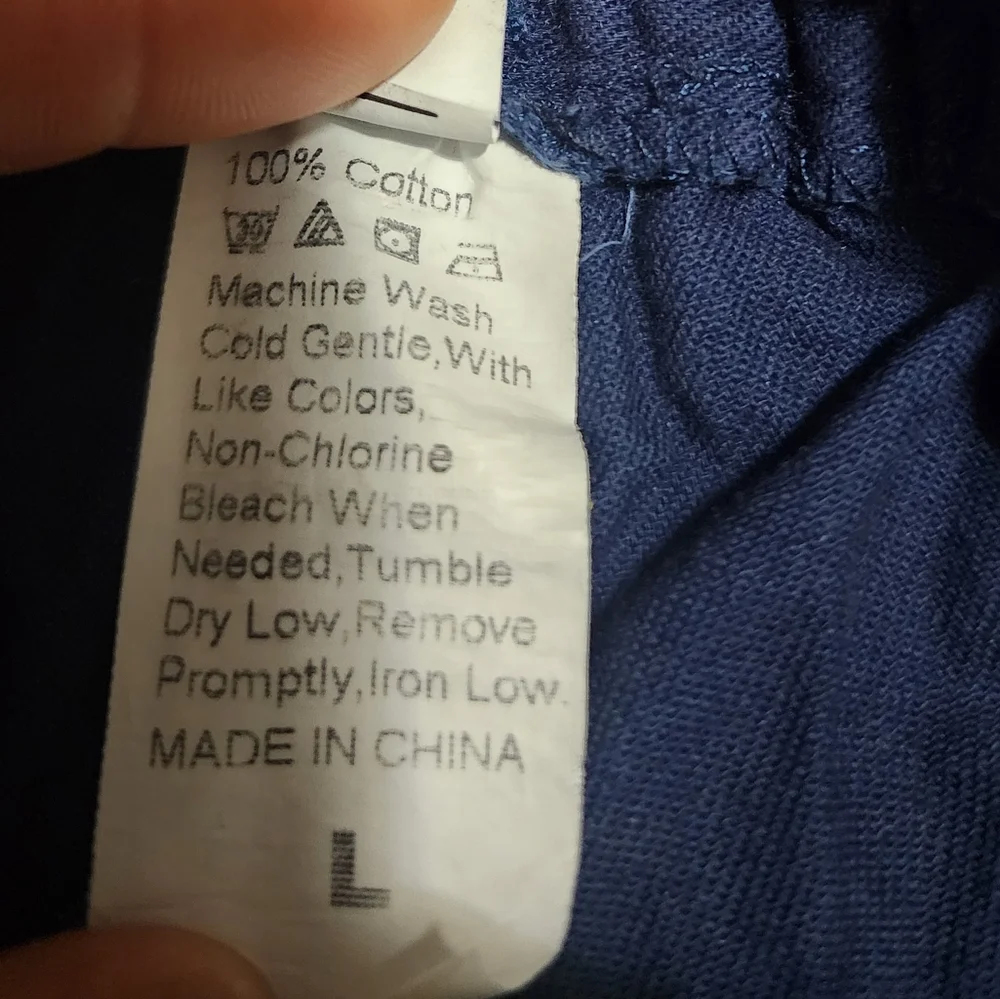 100% Cotton
30
Machine Wash
Cold Gentle,With
Like Colors,
Non-Chlorine
Bleach When
Needed,Tumble
Dry Low,Remove
Promptly,Iron Low.
MADE IN CHINA
L